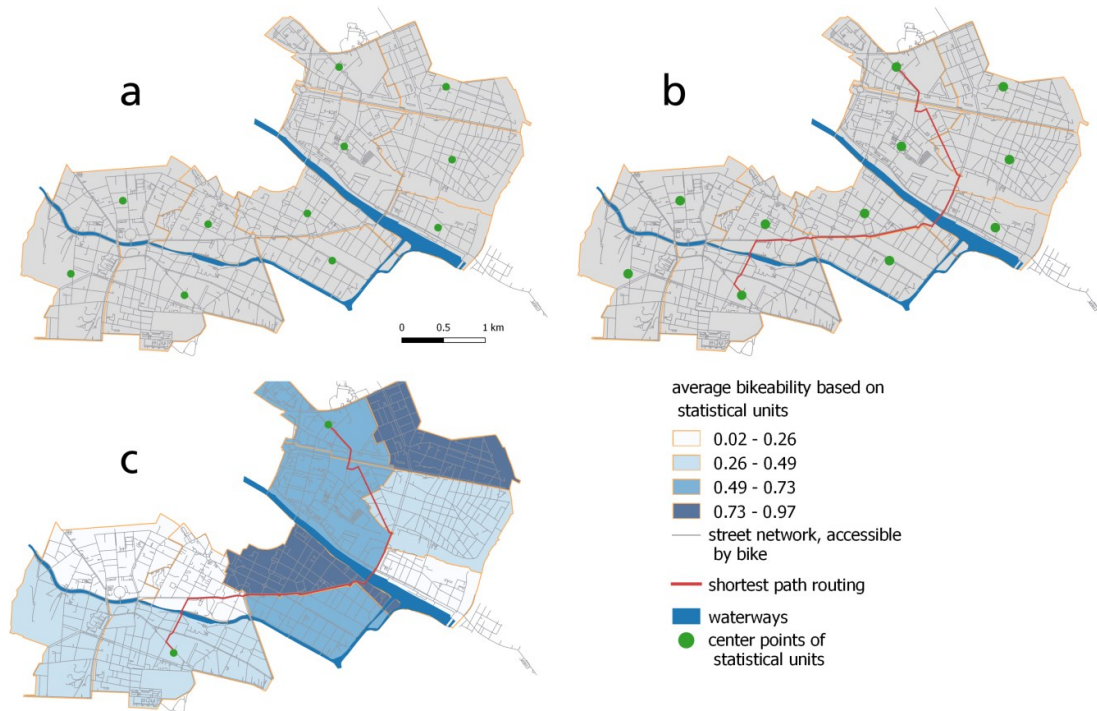 a
b
0 0.5 1 km
c
average bikeability based on
statistical units
0.02 - 0.26
0.26 - 0.49
0.49 - 0.73
0.73 - 0.97
street network, accessible
by bike
shortest path routing
waterways
center points of
statistical units